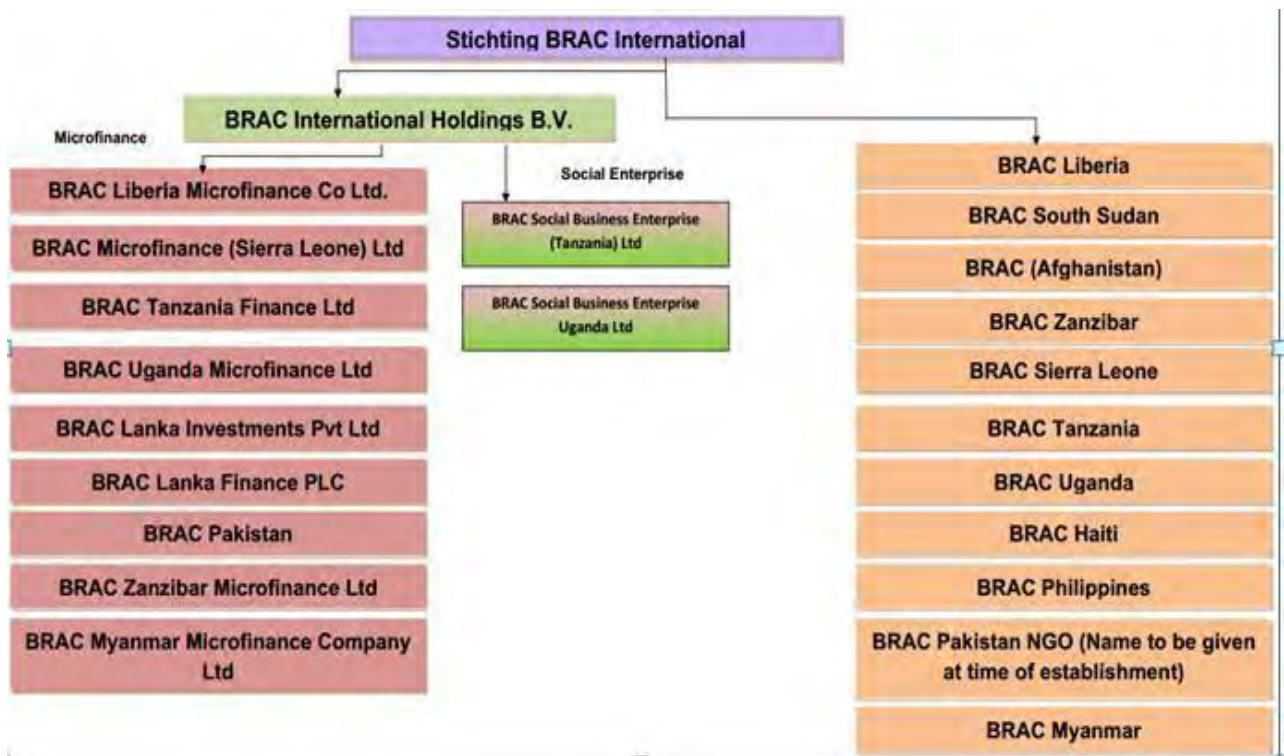 Stichting BRAC International
BRAC International Holdings B.V.
Microfinance
BRAC Liberia Microfinance Co Ltd.
BRAC Microfinance (Sierra Leone) Ltd
BRAC Tanzania Finance Ltd
BRAC Uganda Microfinance Ltd
BRAC Lanka Investments Pvt Ltd
BRAC Lanka Finance PLC
BRAC Pakistan
BRAC Zanzibar Microfinance Ltd
BRAC Myanmar Microfinance Company
Ltd
Social Enterprise
BRAC Social Business Enterprise
(Tanzania) Ltd
BRAC Social Business Enterprise
Uganda Ltd
BRAC Liberia
BRAC South Sudan
BRAC (Afghanistan)
BRAC Zanzibar
BRAC Sierra Leone
BRAC Tanzania
BRAC Uganda
BRAC Haiti
BRAC Philippines
BRAC Pakistan NGO (Name to be given
at time of establishment)
BRAC Myanmar